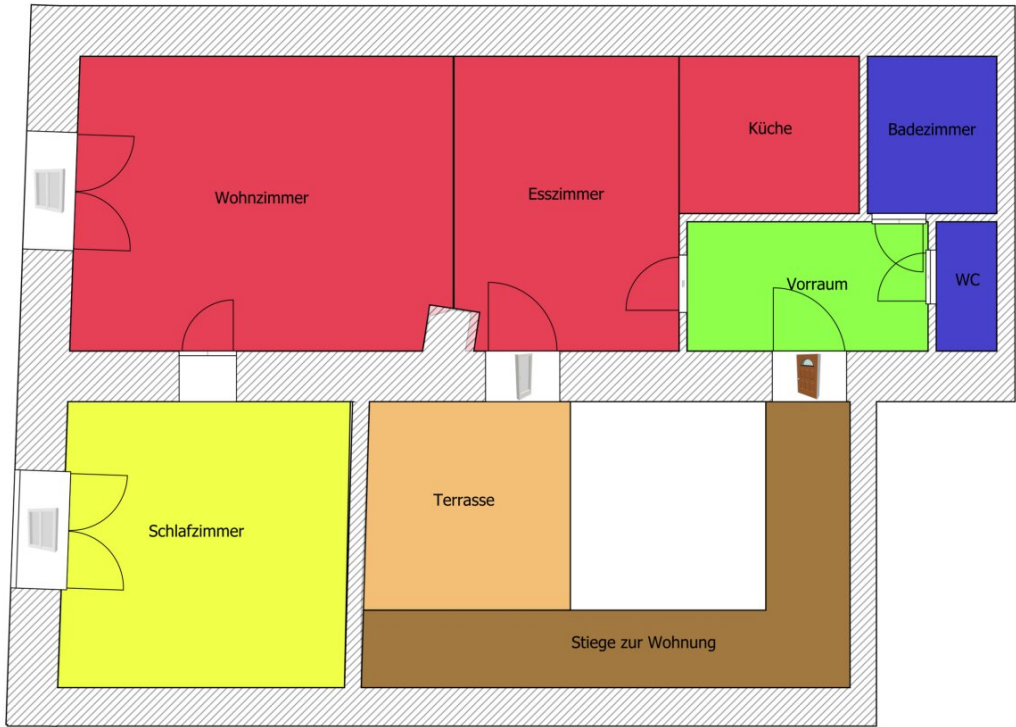 Küche
Badezimmer
Wohnzimmer
Esszimmer
Vorraum
WC
Terrasse
Schlafzimmer
Stiege zur Wohnung